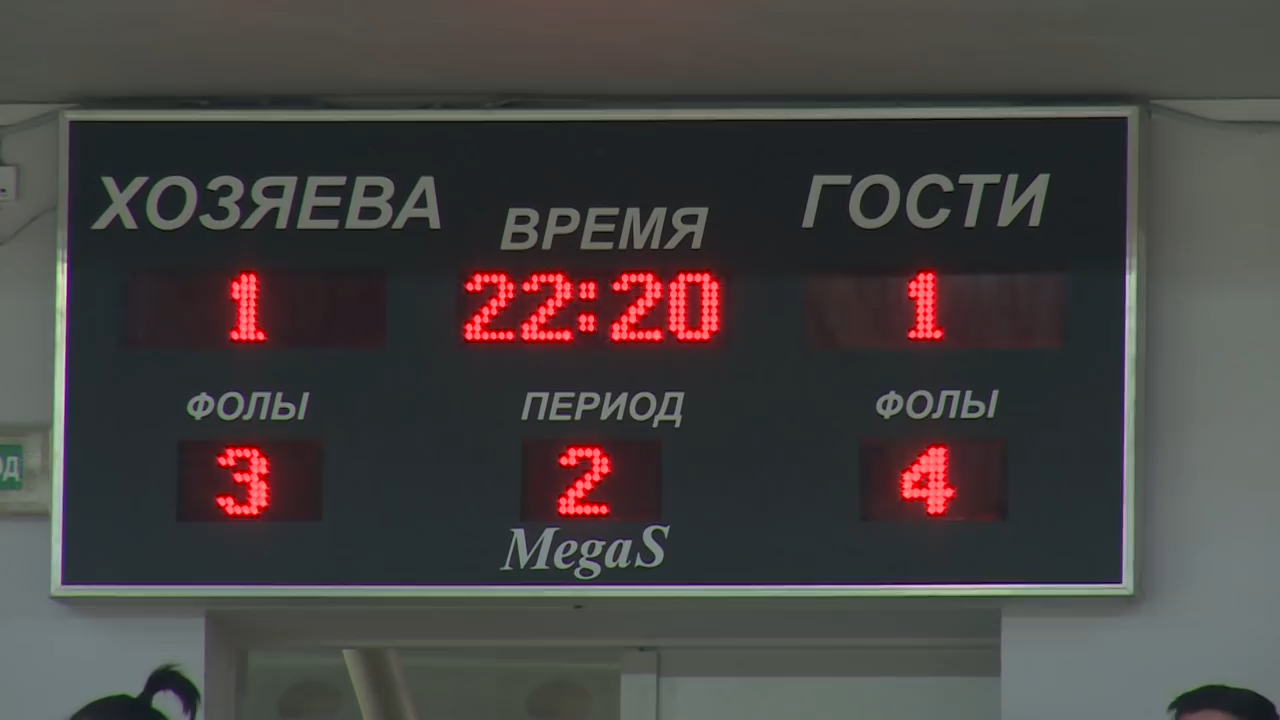 ХОЗЯЕВА
ВРЕМЯ
ГОСТИ
1
22:20
1
ФОЛЫ
ПЕРИОД
ФОЛЫ
3
2
4
MegaS